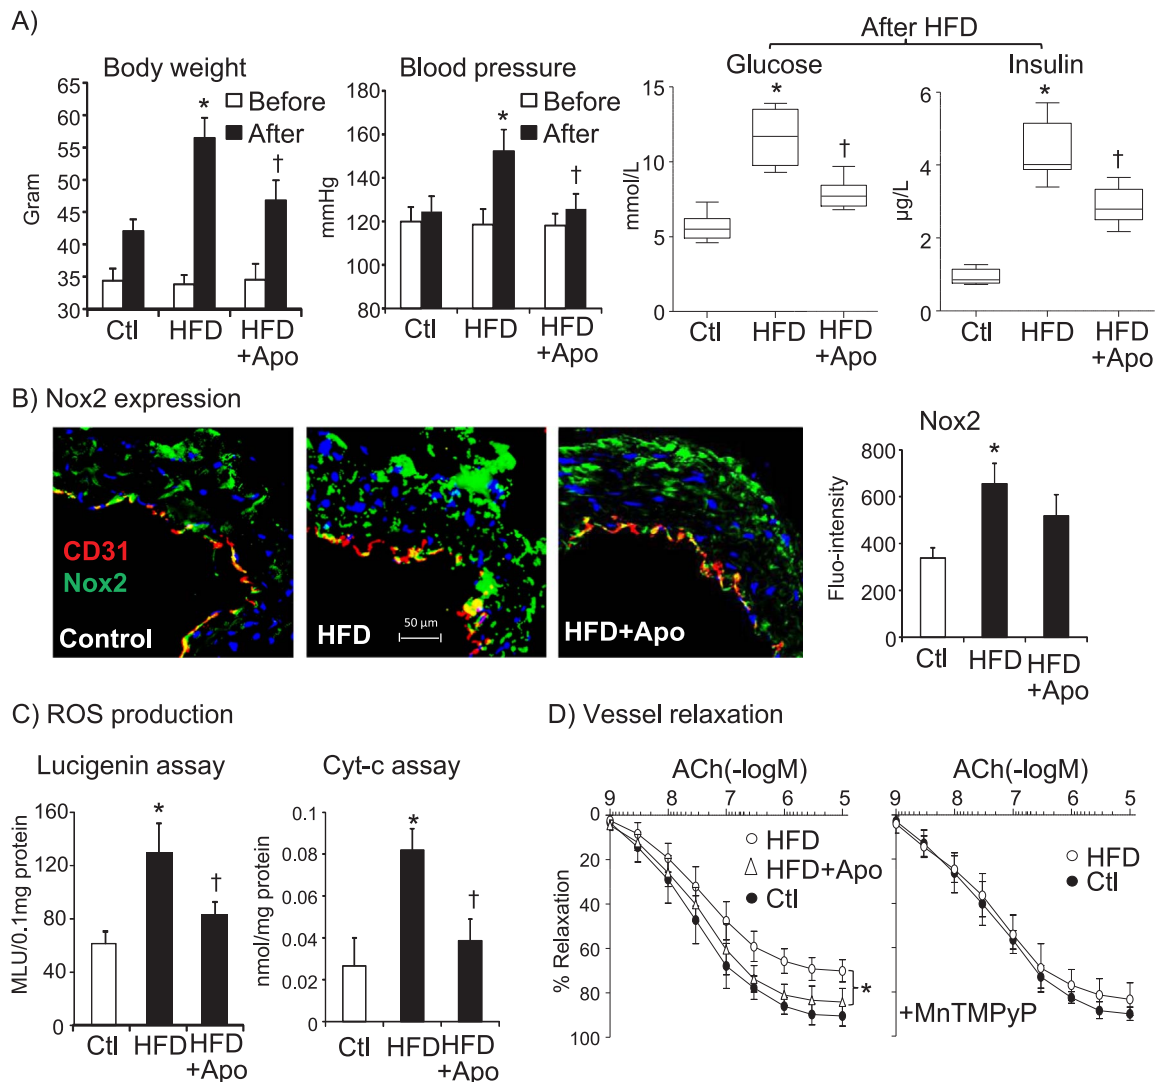 A)
After HFD
Body weight
Blood pressure
Glucose
Insulin
Before
After
Gram
65
60
55
50
45
40
35
30
*
†
Ctl
HFD
HFD
+Apo
Before
After
mmHg
180
160
140
120
100
80
*
†
Ctl
HFD
HFD
+Apo
mmol/L
15
10
5
0
*
†
Ctl
HFD
HFD
+Apo
µg/L
6
4
2
0
*
†
Ctl
HFD
HFD
+Apo
B) Nox2 expression
CD31
Nox2
Control
HFD
50 µm
HFD+Apo
Nox2
Fluo-intensity
800
600
400
200
0
*
Ctl
HFD
HFD
+Apo
C) ROS production
Lucigenin assay
MLU/0.1mg protein
160
120
80
40
0
*
†
Ctl
HFD
HFD
+Apo
Cyt-c assay
nmol/mg protein
0.1
0.08
0.06
0.04
0.02
0
*
†
Ctl
HFD
HFD
+Apo
D) Vessel relaxation
ACh(-logM)
9 8 7 6 5
% Relaxation
0
20
40
60
80
100
HFD
HFD+Apo
Ctl
*
ACh(-logM)
9 8 7 6 5
HFD
Ctl
+MnTMPyP